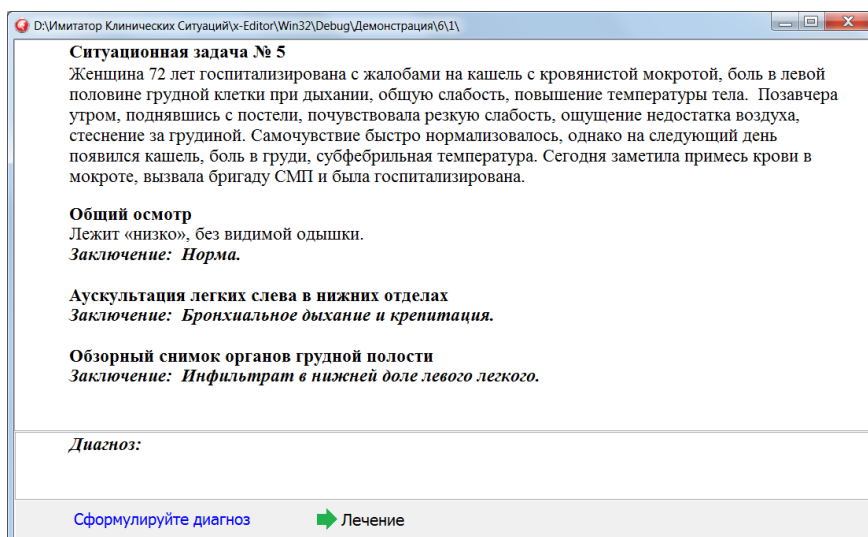 D:\Имитатор Клинических Ситуаций\x-Editor\Win32\Debug\Демонстрация\6\1\
Ситуационная задача № 5
Женщина 72 лет госпитализирована с жалобами на кашель с кровянистой мокротой, боль в левой
половине грудной клетки при дыхании, общую слабость, повышение температуры тела. Позавчера
утром, поднявшись с постели, почувствовала резкую слабость, ощущение недостатка воздуха,
стеснение за грудиной. Самочувствие быстро нормализовалось, однако на следующий день
появился кашель, боль в груди, субфебрильная температура. Сегодня заметила примесь крови в
мокроте, вызвала бригаду СМП и была госпитализирована.
Общий осмотр
Лежит «низко», без видимой одышки.
Заключение: Норма.
Аускультация легких слева в нижних отделах
Заключение: Бронхиальное дыхание и крепитация.
Обзорный снимок органов грудной полости
Заключение: Инфильтрат в нижней доле левого легкого.
Диагноз:
Сформулируйте диагноз
Лечение